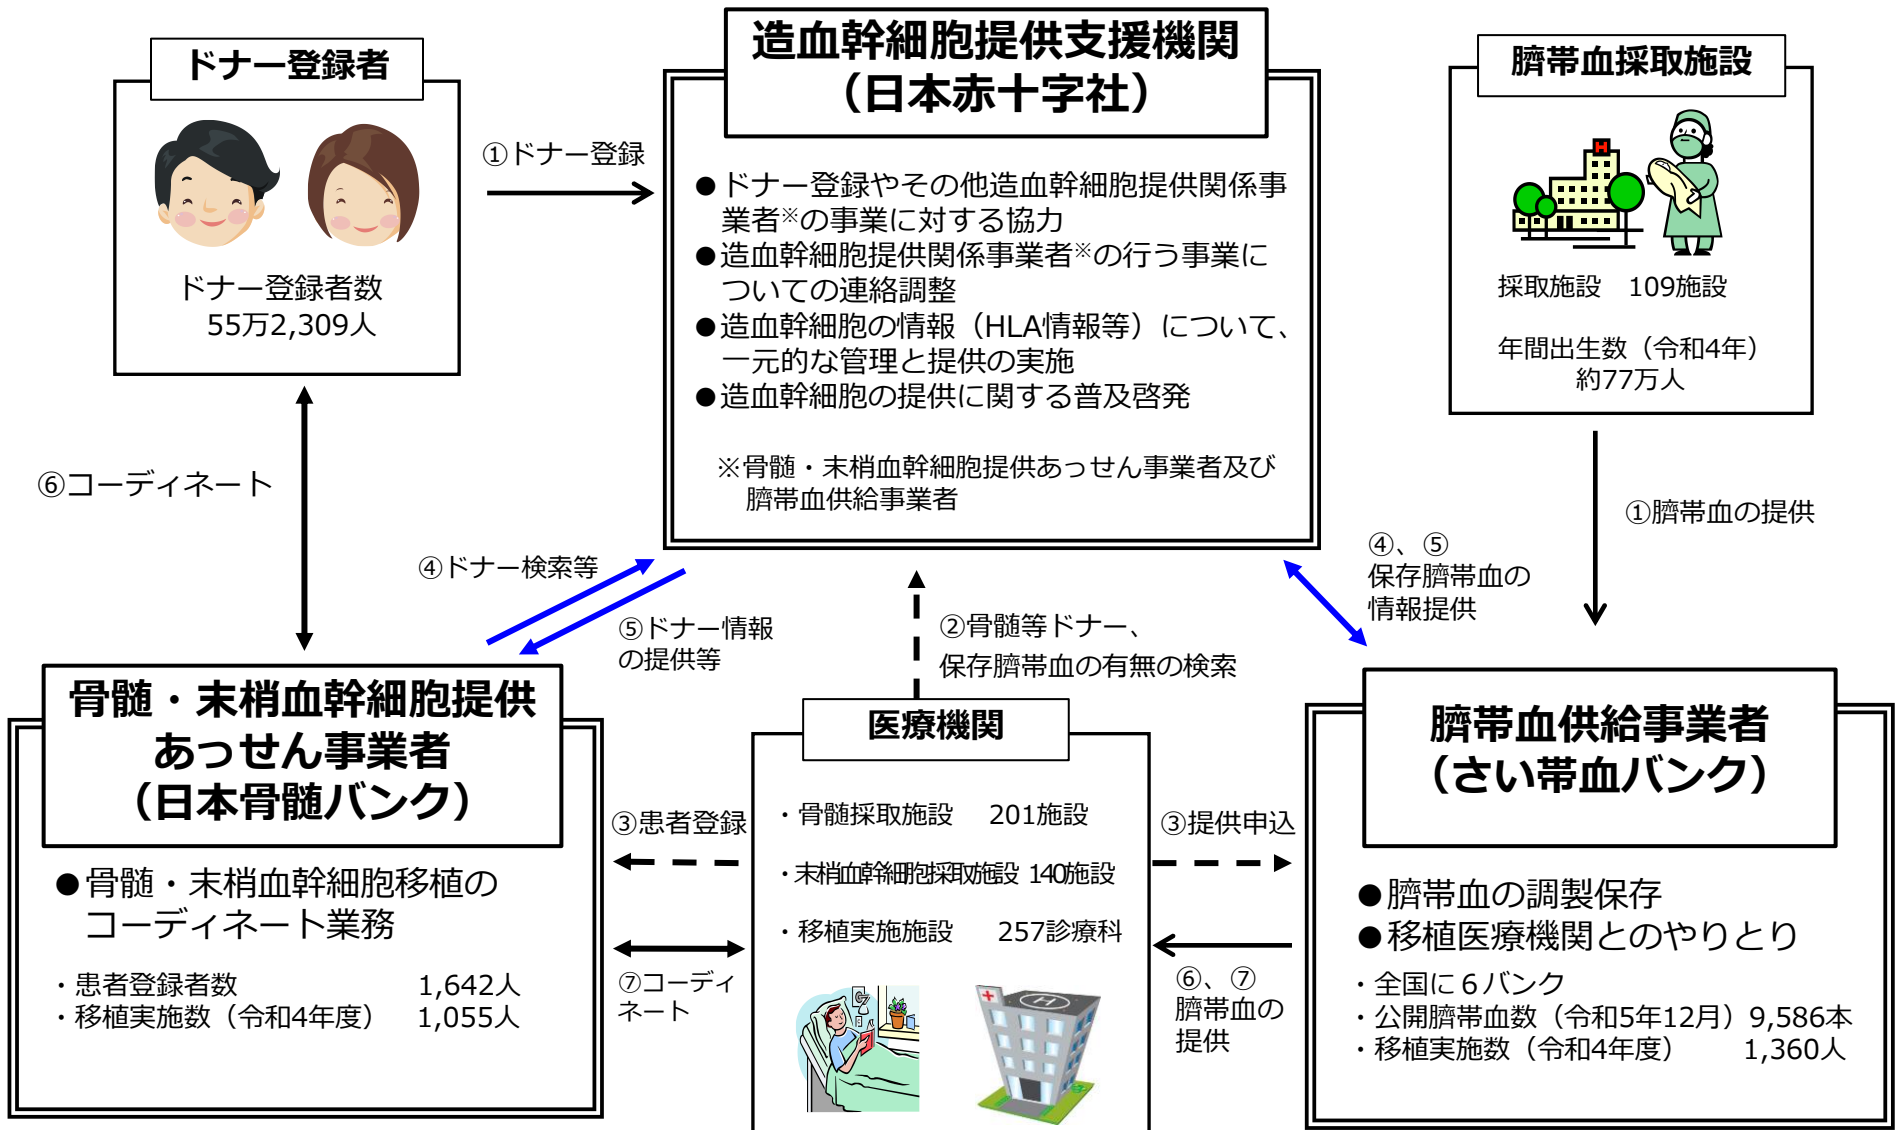 ドナー登録者
ドナー登録者数
55万2,309人
①ドナー登録
造血幹細胞提供支援機関
（日本赤十字社）
●ドナー登録やその他造血幹細胞提供関係事
業者※の事業に対する協力
●造血幹細胞提供関係事業者※の行う事業に
ついての連絡調整
●造血幹細胞の情報（HLA情報等）について、
一元的な管理と提供の実施
●造血幹細胞の提供に関する普及啓発
※骨髄・末梢血幹細胞提供あっせん事業者及び
臍帯血供給事業者
臍帯血採取施設
H
採取施設　109施設
年間出生数（令和4年）
約77万人
①臍帯血の提供
⑥コーディネート
④ドナー検索等
⑤ドナー情報
の提供等
②骨髄等ドナー、
保存臍帯血の有無の検索
④、⑤
保存臍帯血の
情報提供
骨髄・末梢血幹細胞提供
あっせん事業者
（日本骨髄バンク）
●骨髄・末梢血幹細胞移植の
コーディネート業務
・患者登録者数　1,642人
・移植実施数（令和4年度）　1,055人
③患者登録
⑦コーディ
ネート
医療機関
・骨髄採取施設　201施設
・末梢血幹細胞採取施設 140施設
・移植実施施設　257診療科
H
③提供申込
⑥、⑦
臍帯血の
提供
臍帯血供給事業者
（さい帯血バンク）
●臍帯血の調製保存
●移植医療機関とのやりとり
・全国に６バンク
・公開臍帯血数（令和5年12月）9,586本
・移植実施数（令和4年度）　1,360人